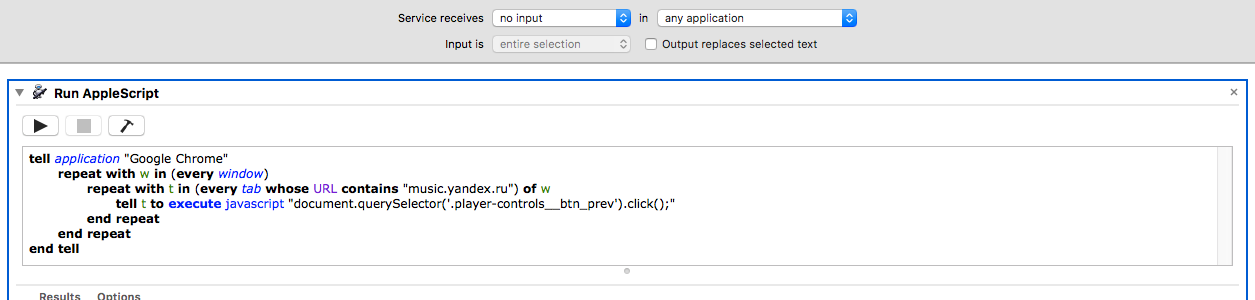 Service receives no input in any application
Input is entire selection Output replaces selected text
Run AppleScript
tell application "Google Chrome"
repeat with w in (every window)
repeat with t in (every tab whose URL contains "music.yandex.ru") of w
tell t to execute javascript "document.querySelector('.player-controls__btn_prev').click();"
end repeat
end repeat
end tell
Results Options